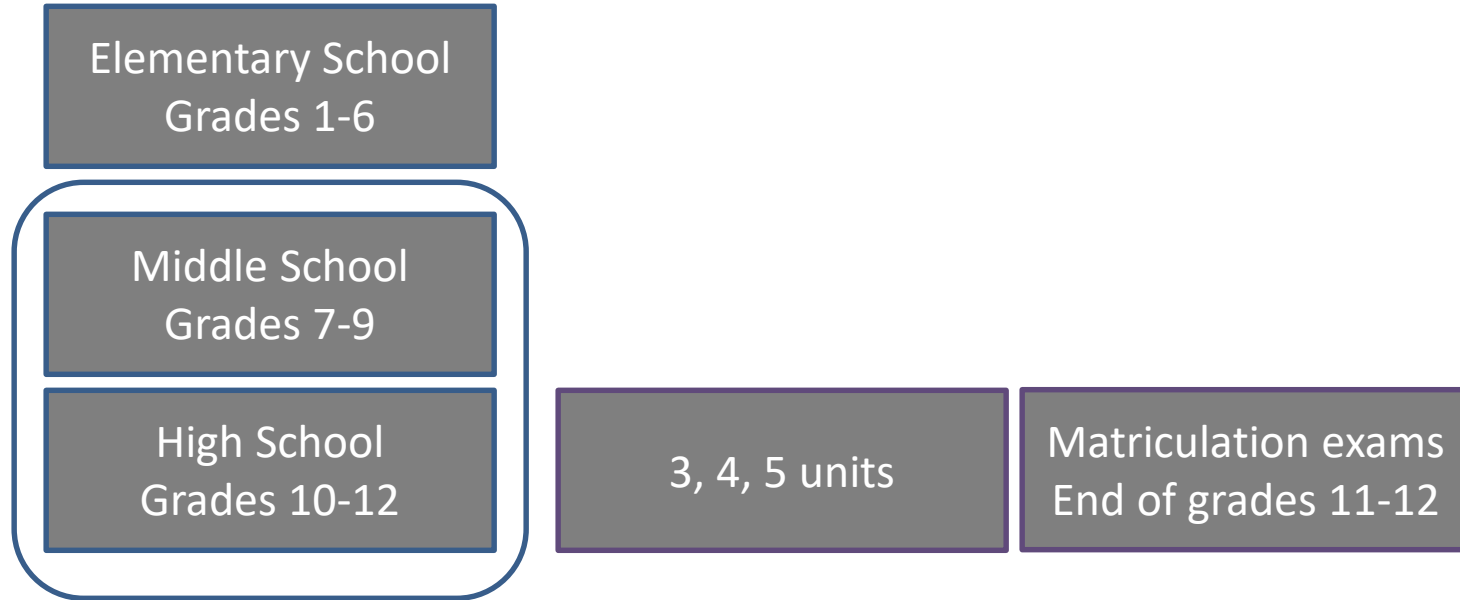 Elementary School
Grades 1-6
Middle School
Grades 7-9
High School
Grades 10-12
3, 4, 5 units
Matriculation exams
End of grades 11-12